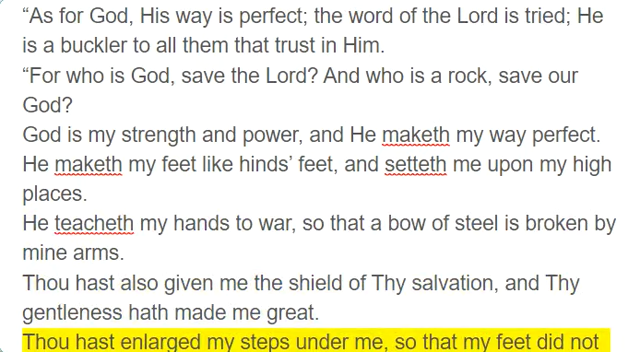 “As for God, His way is perfect; the word of the Lord is tried; He
is a buckler to all them that trust in Him.
“For who is God, save the Lord? And who is a rock, save our
God?
God is my strength and power, and He maketh my way perfect.
He maketh my feet like hinds’ feet, and setteth me upon my high
places.
He teacheth my hands to war, so that a bow of steel is broken by
mine arms.
Thou hast also given me the shield of Thy salvation, and Thy
gentleness hath made me great.
Thou hast enlarged my steps under me, so that my feet did not